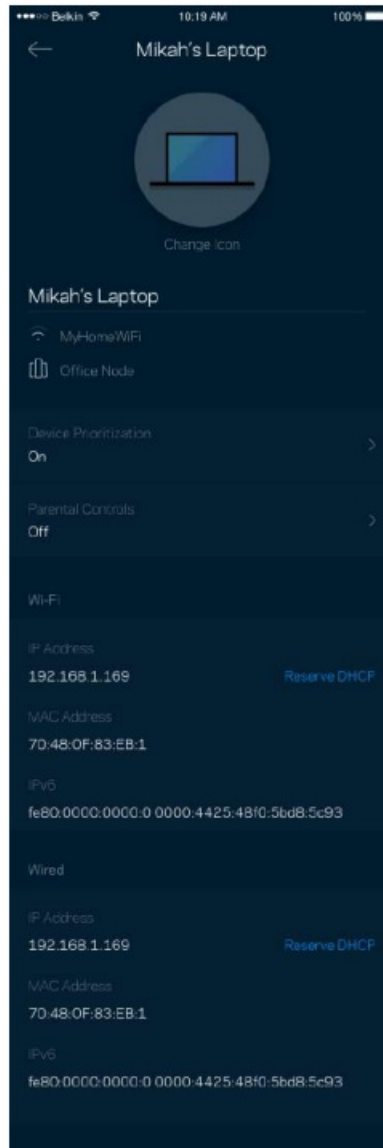 Belkin 10:19 AM 100%
Mikah's Laptop
Change Icon
Mikah's Laptop
MyHomeWiFi
Office Node
Device Prioritization
On
Parental Controls
Off
Wi-Fi
IP Address
192.168.1.169 Reserve DHCP
MAC Address
70:48:0F:83:EB:1
IPv6
fe80:0000:0000:0 0000:4425:48f0:5bd8:5c93
Wired
IP Address
192.168.1.169 Reserve DHCP
MAC Address
70:48:0F:83:EB:1
IPv6
fe80:0000:0000:0 0000:4425:48f0:5bd8:5c93